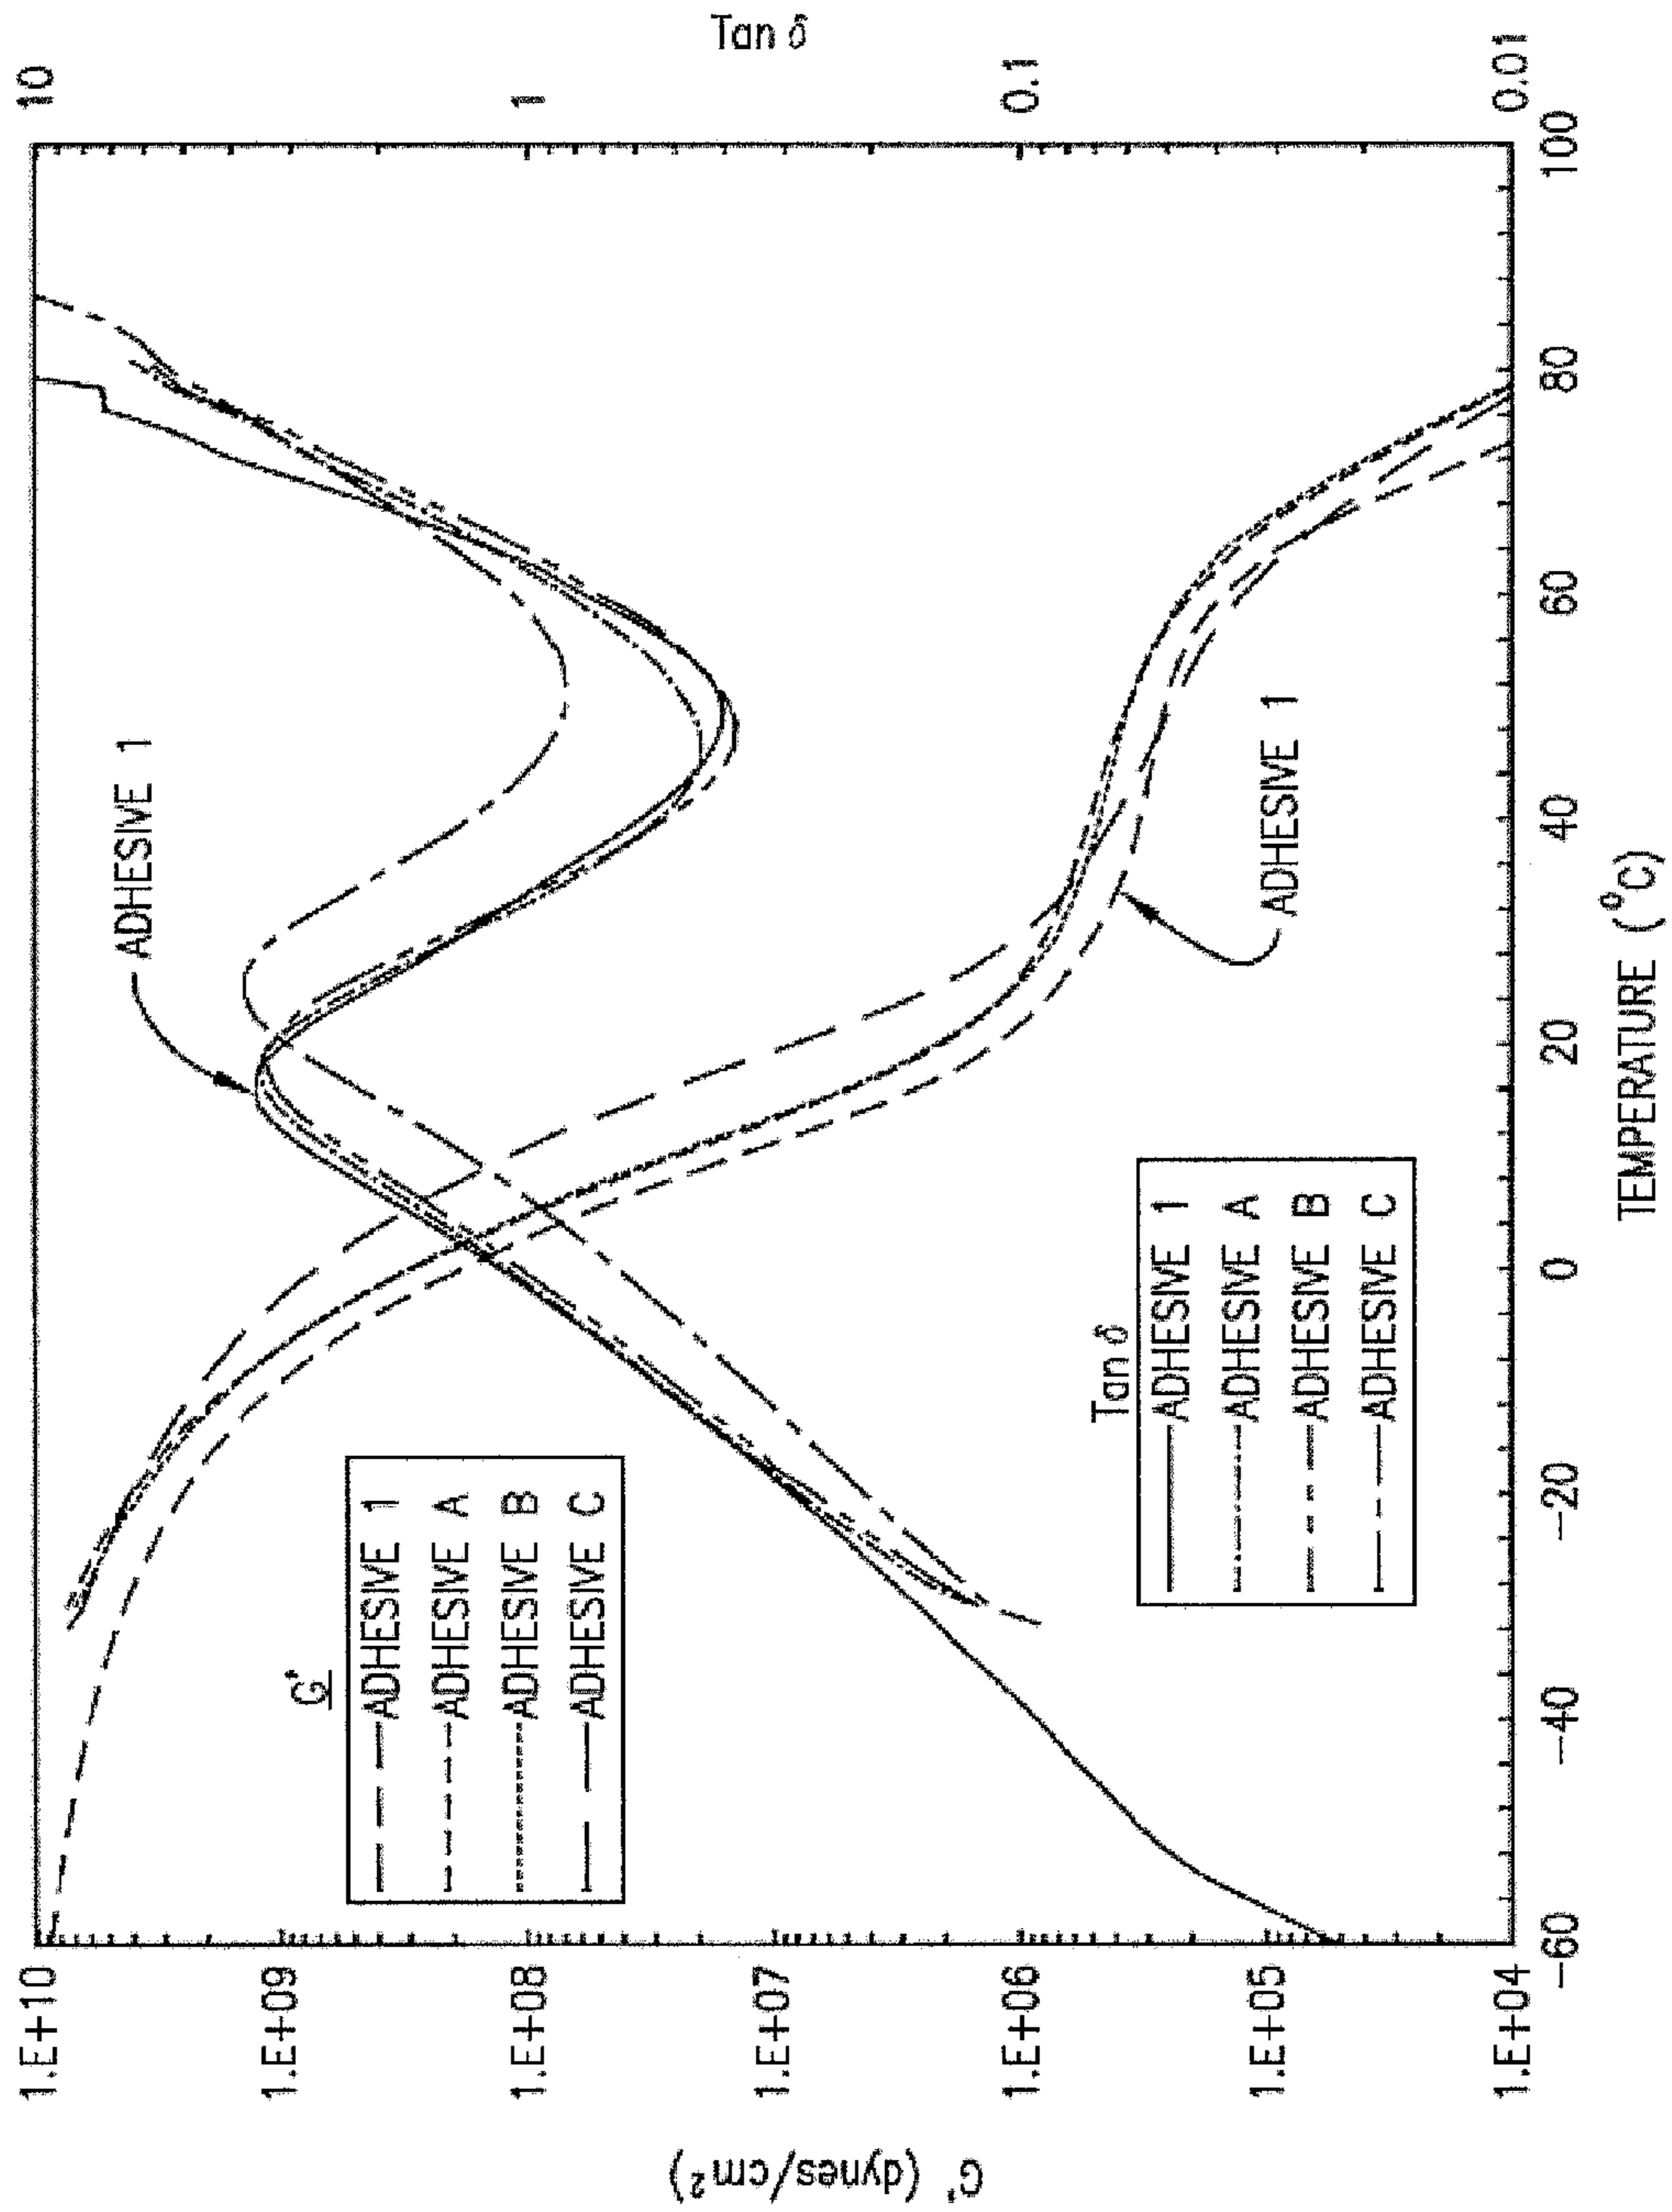 1.E+10
1.E+09
1.E+08
1.E+07
1.E+06
1.E+05
1.E+04
G' (dynes/cm²)
10
1
0.1
0.01
Tan δ
ADHESIVE 1
ADHESIVE 1
G'
ADHESIVE 1
ADHESIVE A
ADHESIVE B
ADHESIVE C
Tan δ
ADHESIVE 1
ADHESIVE A
ADHESIVE B
ADHESIVE C
−60 −40 −20 0 20 40 60 80 100
TEMPERATURE (°C)